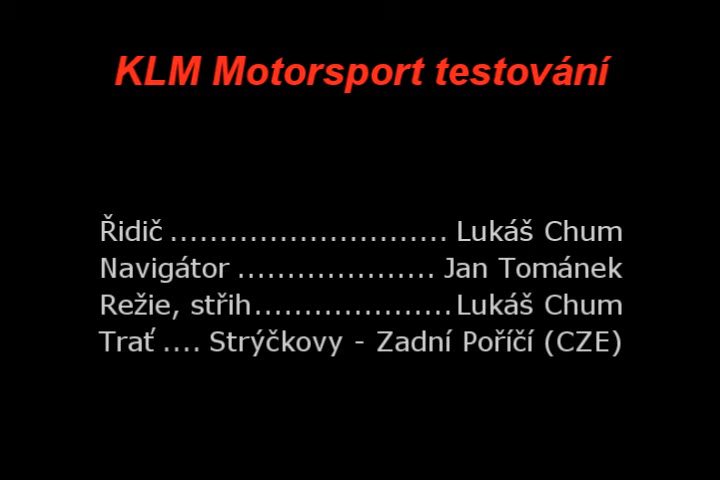 KLM Motorsport testování
Řidič ............................ Lukáš Chum
Navigátor .................... Jan Tománek
Režie, střih.................... Lukáš Chum
Trať .... Strýčkovy - Zadní Poříčí (CZE)